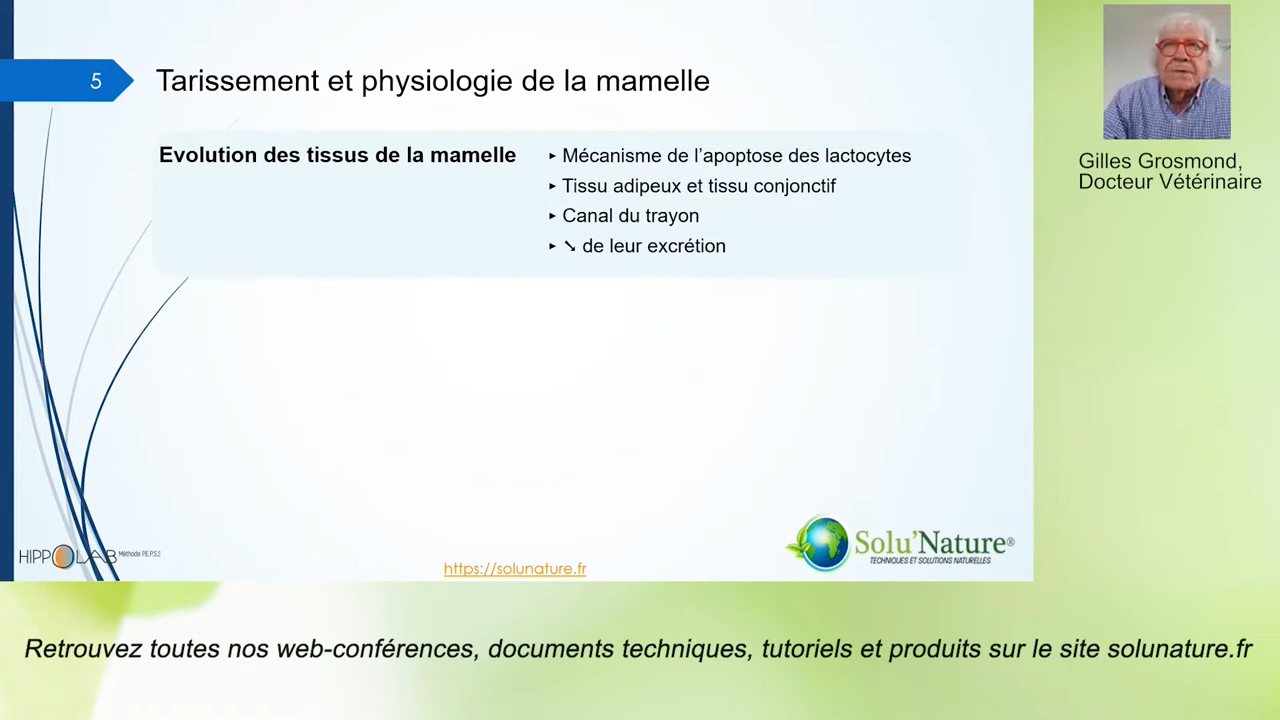 5
Tarissement et physiologie de la mamelle
Evolution des tissus de la mamelle
▸ Mécanisme de l’apoptose des lactocytes
▸ Tissu adipeux et tissu conjonctif
▸ Canal du trayon
▸ ➘ de leur excrétion
Gilles Grosmond,
Docteur Vétérinaire
HIPPOLAB Méthode P.E.P.S.S
https://solunature.fr
Solu’Nature®
TECHNIQUES ET SOLUTIONS NATURELLES
Retrouvez toutes nos web-conférences, documents techniques, tutoriels et produits sur le site solunature.fr